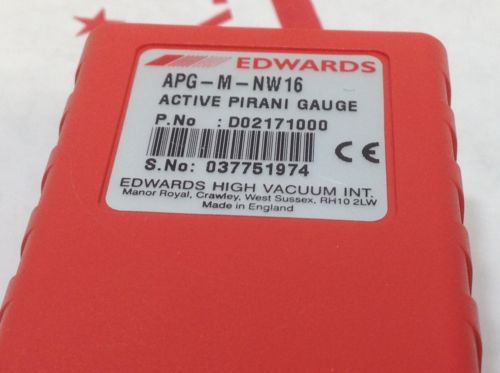 EDWARDS
APG-M-NW16
ACTIVE PIRANI GAUGE
P.No : D02171000
S.No: 037751974
CE
EDWARDS HIGH VACUUM INT.
Manor Royal, Crawley, West Sussex, RH10 2LW
Made in England